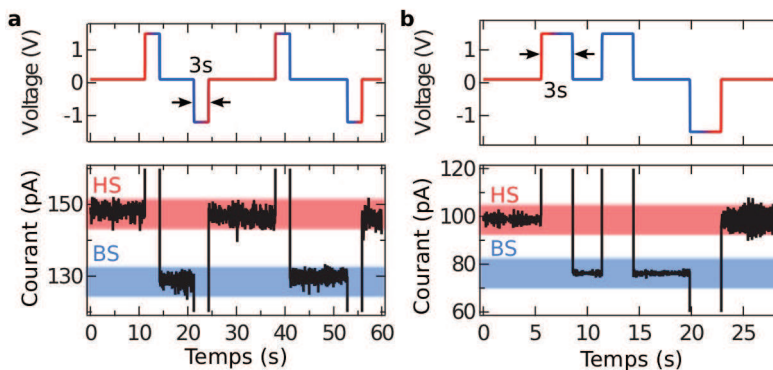 a
Voltage (V)
1
0
-1
3s
Courant (pA)
150
130
HS
BS
0 10 20 30 40 50 60
Temps (s)
b
Voltage (V)
1
0
-1
3s
Courant (pA)
120
100
80
60
HS
BS
0 5 10 15 20 25
Temps (s)